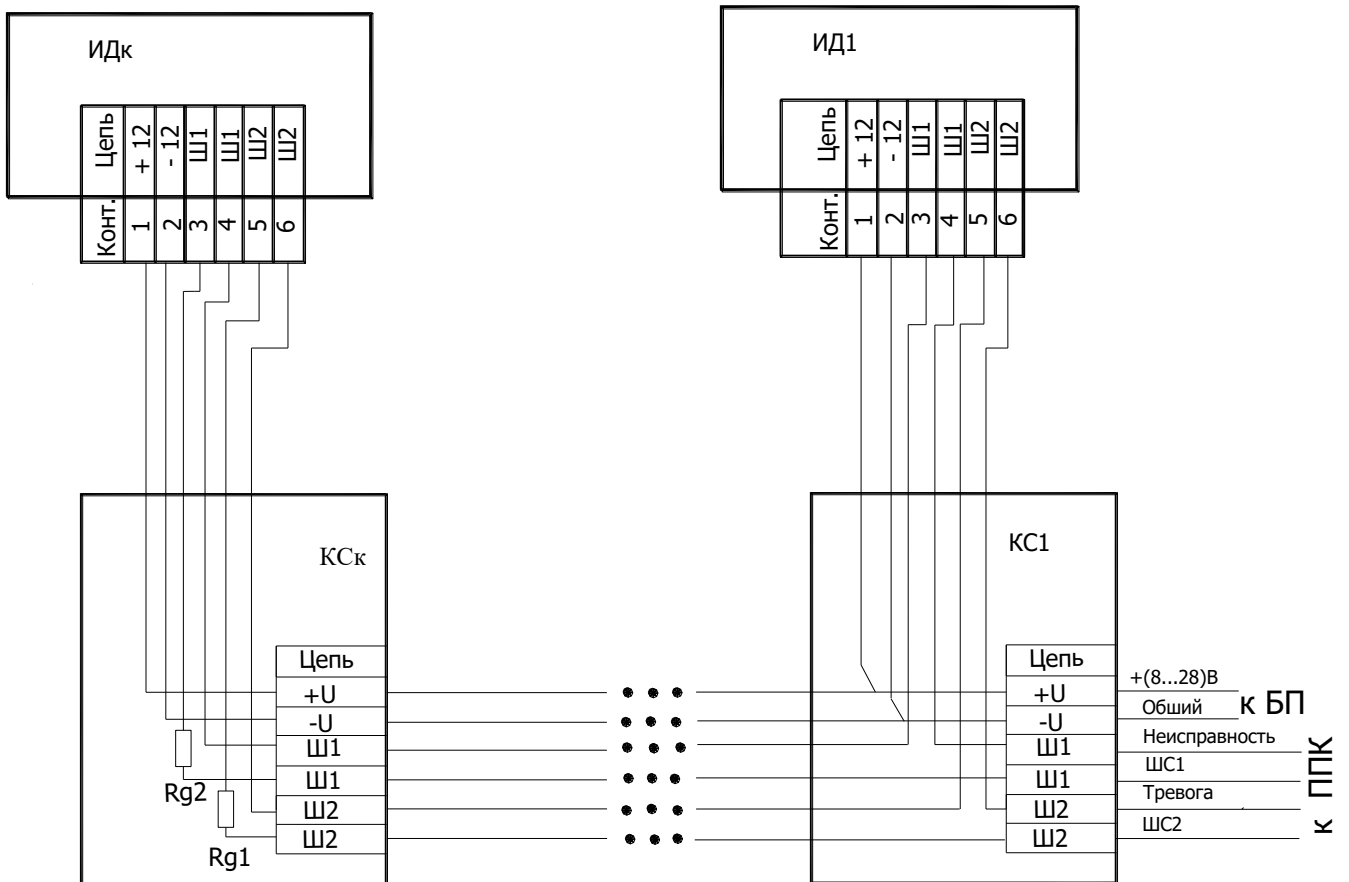 ИДк
Цепь
+ 12
- 12
Ш1
Ш1
Ш2
Ш2
Конт.
1
2
3
4
5
6
ИД1
Цепь
+ 12
- 12
Ш1
Ш1
Ш2
Ш2
Конт.
1
2
3
4
5
6
КСк
Цепь
+U
-U
Ш1
Ш1
Ш2
Ш2
Rg2
Rg1
КС1
Цепь
+U
-U
Ш1
Ш1
Ш2
Ш2
+(8...28)В
Обший
к БП
Неисправность
ШС1
Тревога
ШС2
к ППК